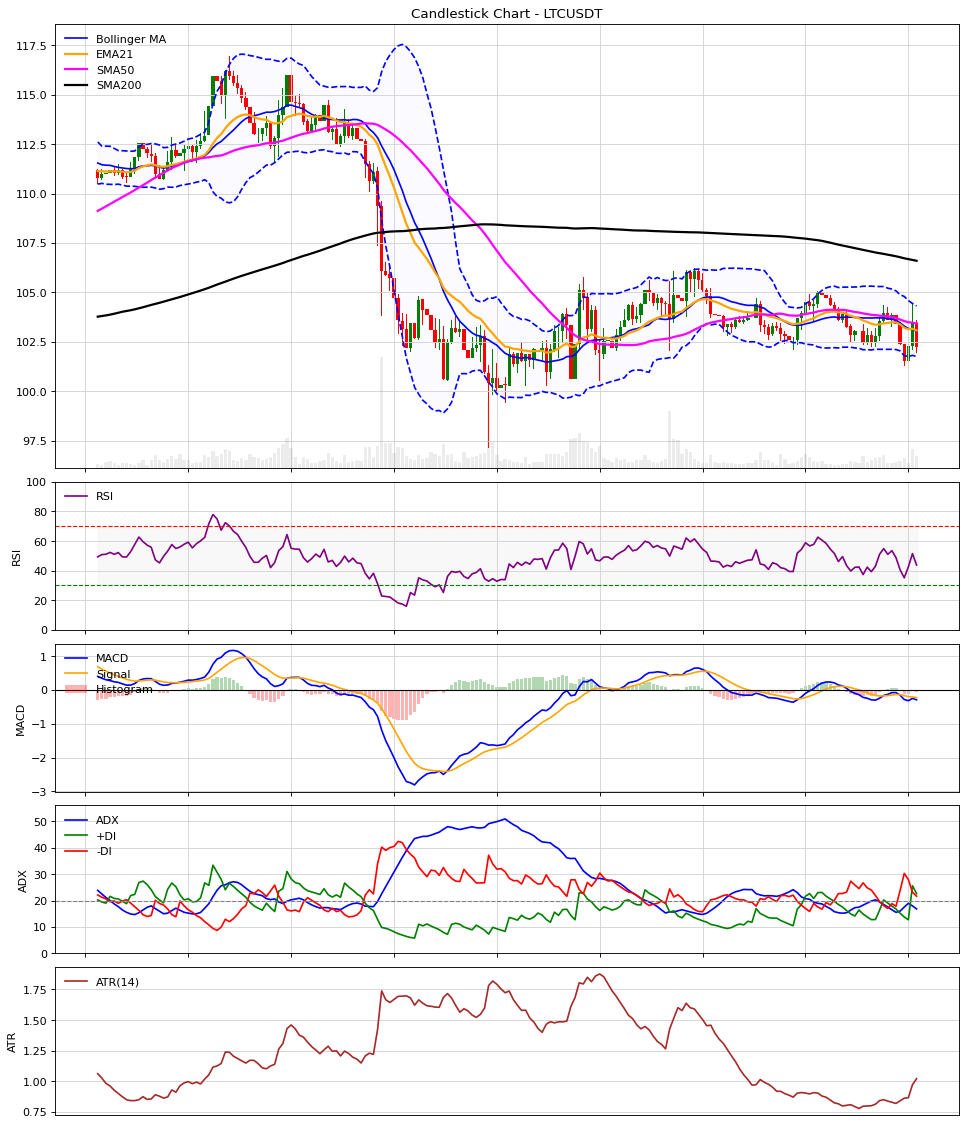 Candlestick Chart - LTCUSDT
Bollinger MA
EMA21
SMA50
SMA200
117.5
115.0
112.5
110.0
107.5
105.0
102.5
100.0
97.5
RSI
RSI
100
80
60
40
20
0
MACD
Signal
Histogram
MACD
1
0
−1
−2
−3
ADX
+DI
-DI
ADX
50
40
30
20
10
0
ATR(14)
ATR
1.75
1.50
1.25
1.00
0.75